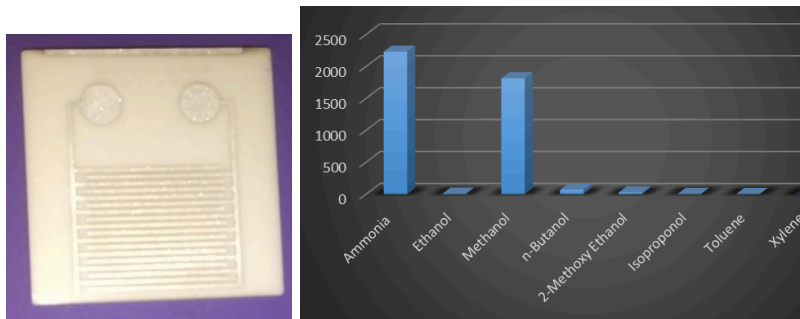 2500
2000
1500
1000
500
0
Ammonia
Ethanol
Methanol
n-Butanol
2-Methoxy Ethanol
Isoproponol
Toluene
Xylene